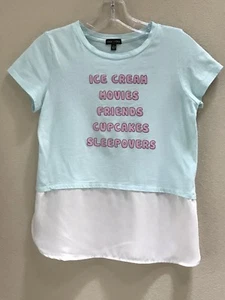 ICE CREAM
MOVIES
FRIENDS
CUPCAKES
SLEEPOVERS